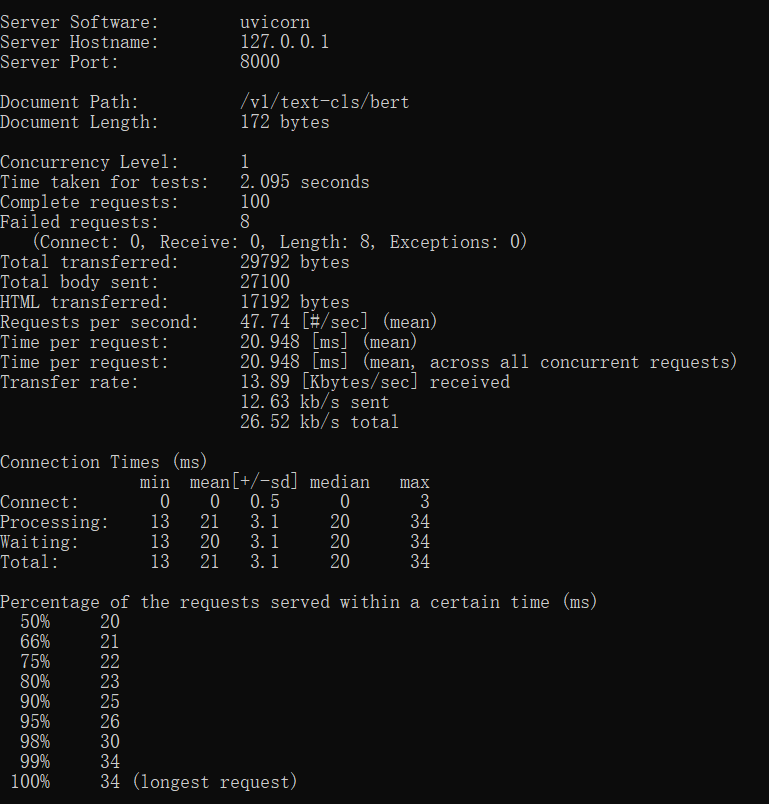 Server Software:        uvicorn
Server Hostname:        127.0.0.1
Server Port:            8000
Document Path:          /v1/text-cls/bert
Document Length:        172 bytes
Concurrency Level:      1
Time taken for tests:   2.095 seconds
Complete requests:      100
Failed requests:        8
   (Connect: 0, Receive: 0, Length: 8, Exceptions: 0)
Total transferred:      29792 bytes
Total body sent:        27100
HTML transferred:       17192 bytes
Requests per second:    47.74 [#/sec] (mean)
Time per request:       20.948 [ms] (mean)
Time per request:       20.948 [ms] (mean, across all concurrent requests)
Transfer rate:          13.89 [Kbytes/sec] received
                        12.63 kb/s sent
                        26.52 kb/s total
Connection Times (ms)
              min  mean[+/-sd] median   max
Connect:        0    0   0.5      0       3
Processing:    13   21   3.1     20      34
Waiting:       13   20   3.1     20      34
Total:         13   21   3.1     20      34
Percentage of the requests served within a certain time (ms)
  50%     20
  66%     21
  75%     22
  80%     23
  90%     25
  95%     26
  98%     30
  99%     34
 100%     34 (longest request)